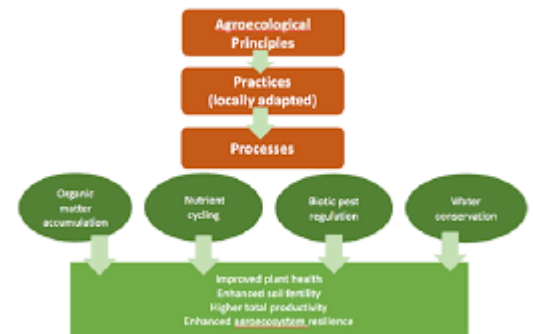 Agroecological
Principles
Practices
(locally adapted)
Processes
Organic
matter
accumulation
Nutrient
cycling
Biotic pest
regulation
Water
conservation
Improved plant health
Enhanced soil fertility
Higher total productivity
Enhanced agroecosystem resilience